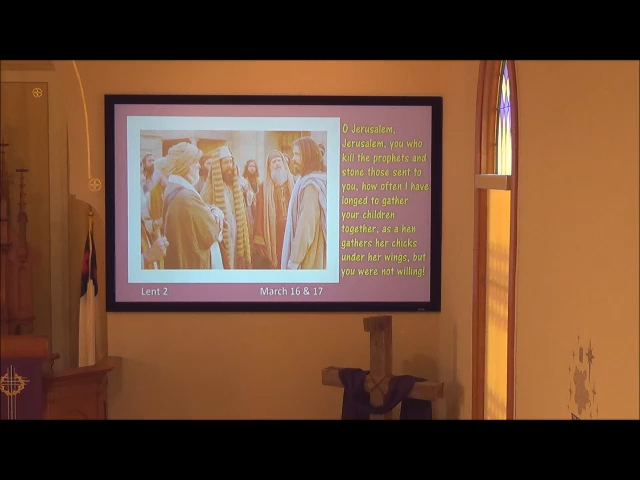 O Jerusalem,
Jerusalem, you who
kill the prophets and
stone those sent to
you, how often I have
longed to gather
your children
together, as a hen
gathers her chicks
under her wings, but
you were not willing!
Lent 2
March 16 & 17